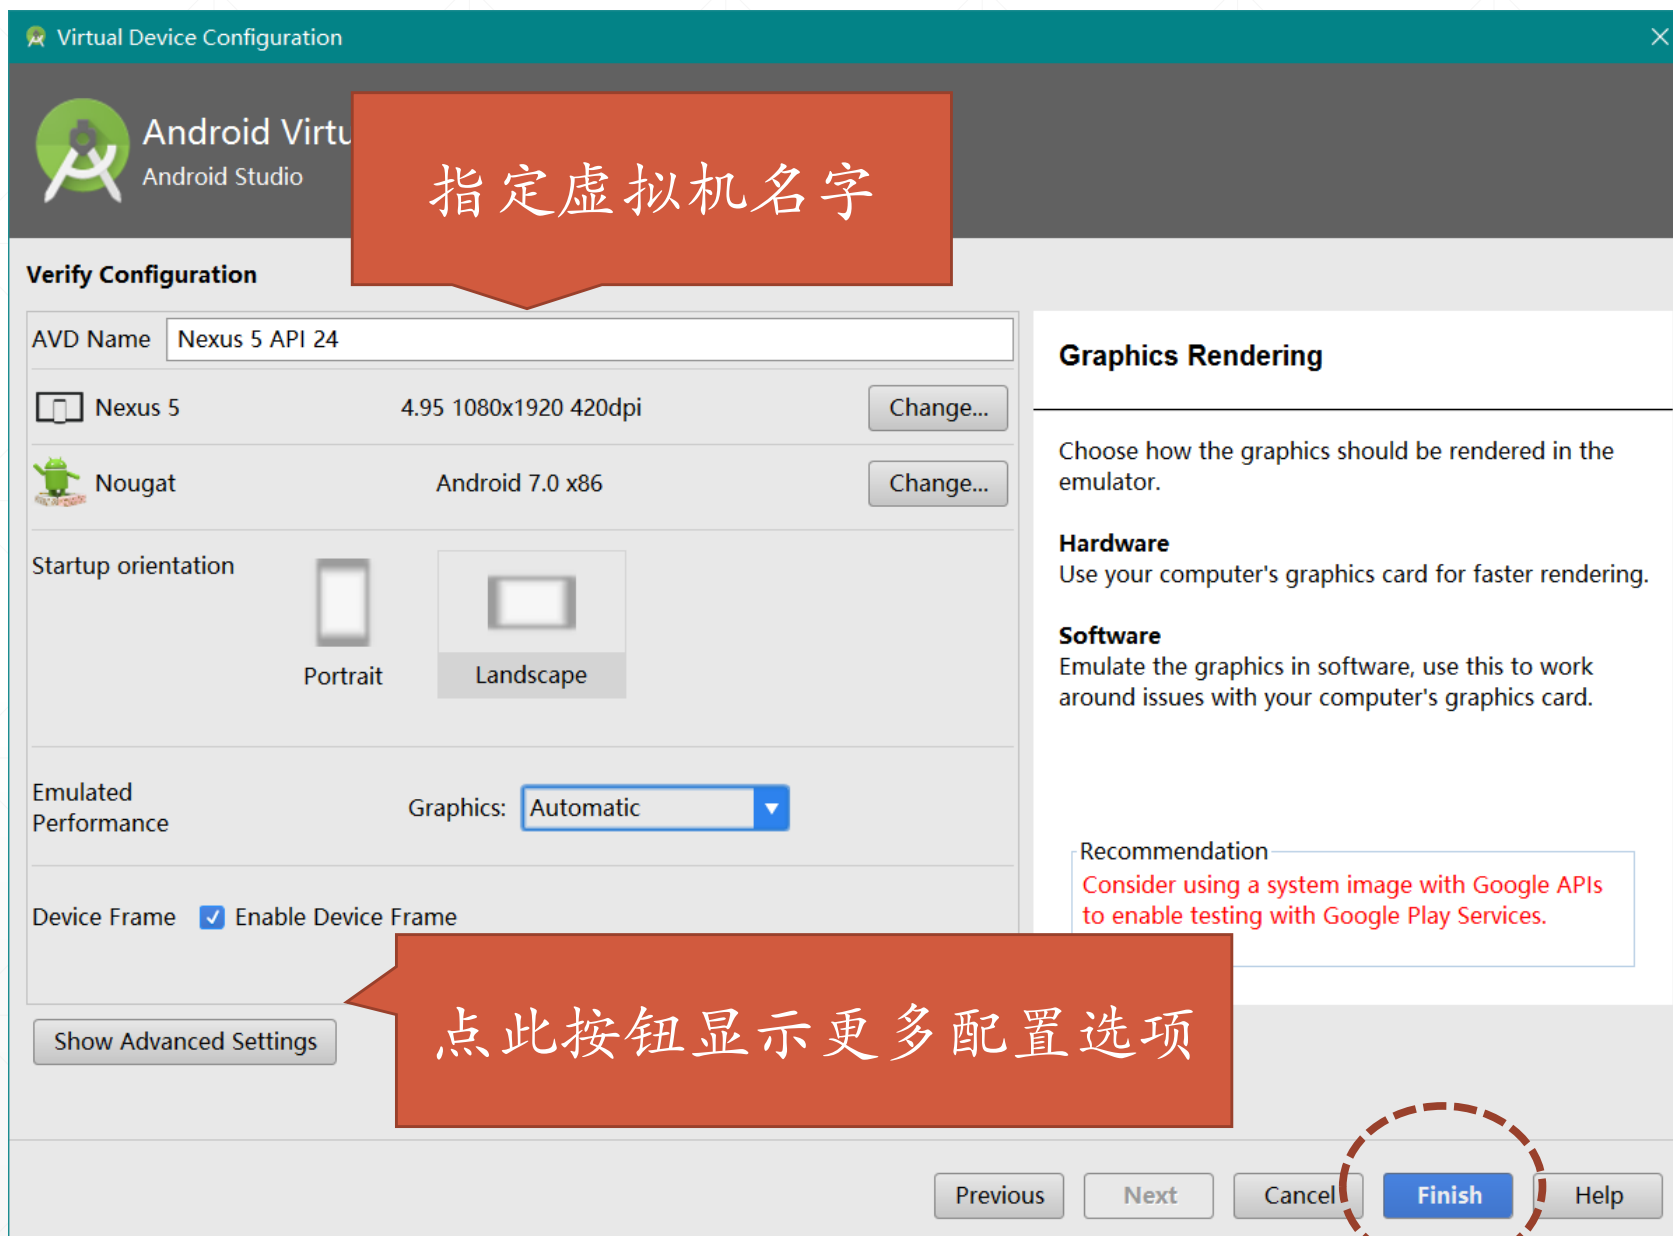 Virtual Device Configuration
Android Virtu
Android Studio
指定虚拟机名字
Verify Configuration
AVD Name Nexus 5 API 24
Nexus 5 4.95 1080x1920 420dpi Change...
Nougat Android 7.0 x86 Change...
Startup orientation
Portrait Landscape
Emulated
Performance
Graphics: Automatic
Device Frame Enable Device Frame
点此按钮显示更多配置选项
Show Advanced Settings
Graphics Rendering
Choose how the graphics should be rendered in the
emulator.
Hardware
Use your computer's graphics card for faster rendering.
Software
Emulate the graphics in software, use this to work
around issues with your computer's graphics card.
Recommendation
Consider using a system image with Google APIs
to enable testing with Google Play Services.
Previous Next Cancel Finish Help